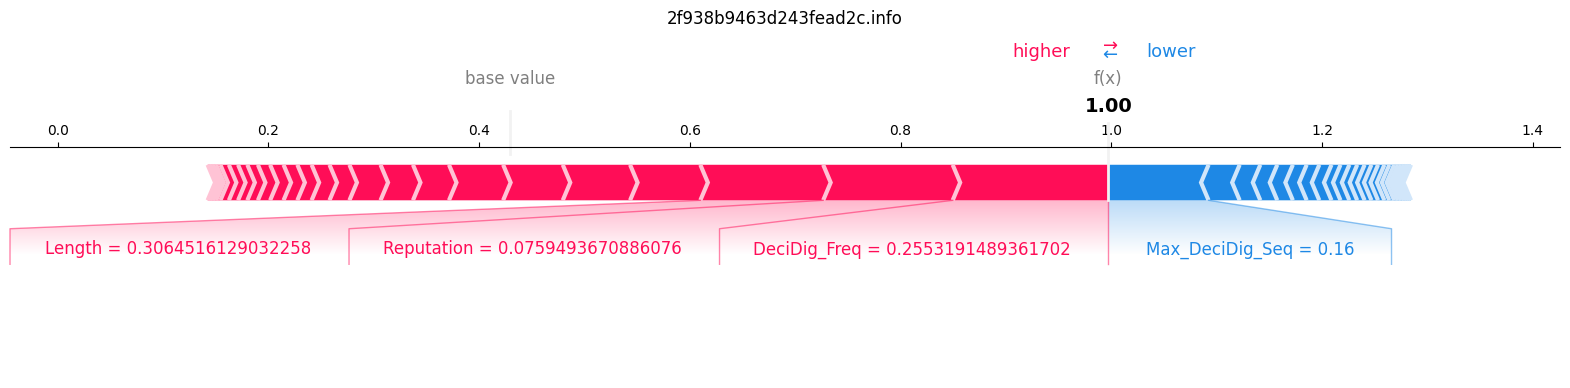 2f938b9463d243fead2c.info
higher → ← lower
base value f(x)
1.00
0.0 0.2 0.4 0.6 0.8 1.0 1.2 1.4
Length = 0.3064516129032258 Reputation = 0.0759493670886076 DeciDig_Freq = 0.2553191489361702 Max_DeciDig_Seq = 0.16